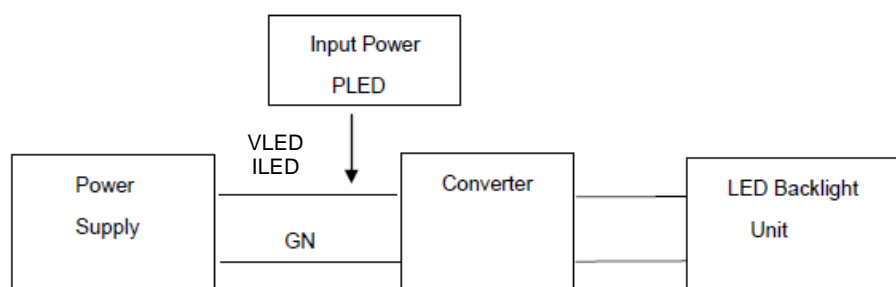 Input Power
PLED
VLED
ILED
Power
Supply
GN
Converter
LED Backlight
Unit